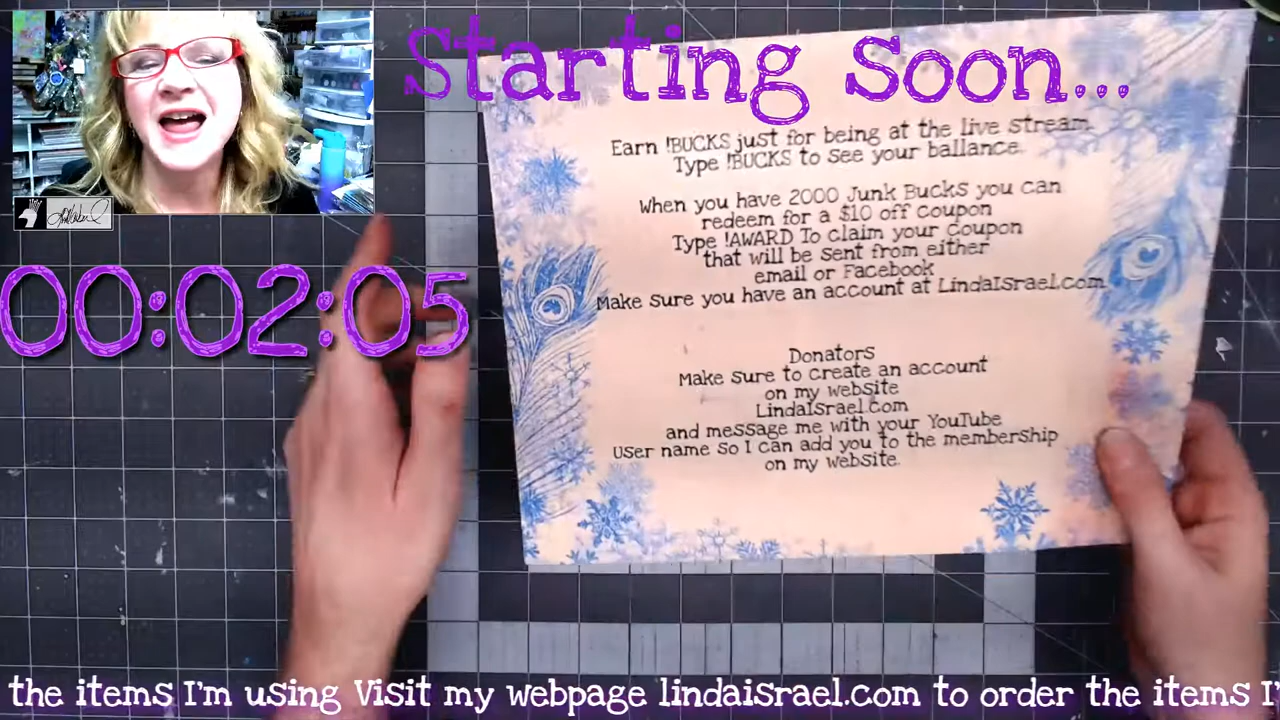 Starting Soon...
Earn !BUCKS just for being at the live stream.
Type !BUCKS to see your ballance.
When you have 2000 Junk Bucks you can
redeem for a $10 off coupon
Type !AWARD To claim your Coupon
that will be sent from either
email or Facebook
Make sure you have an account at LindaIsrael.com
00:02:05
Donators
Make sure to create an account
on my website
LindaIsrael.com
and message me with your YouTube
User name so I can add you to the membership
on my website.
the items I'm using Visit my webpage lindaisrael.com to order the items I'